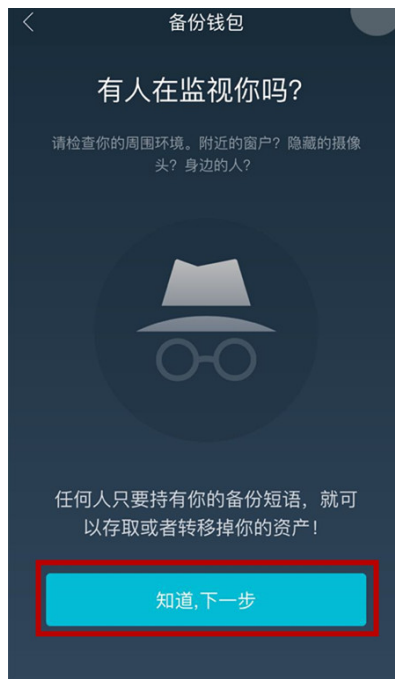 备份钱包
有人在监视你吗?
请检查你的周围环境。附近的窗户？隐藏的摄像
头？身边的人?
任何人只要持有你的备份短语，就可
以存取或者转移掉你的资产！
知道,下一步